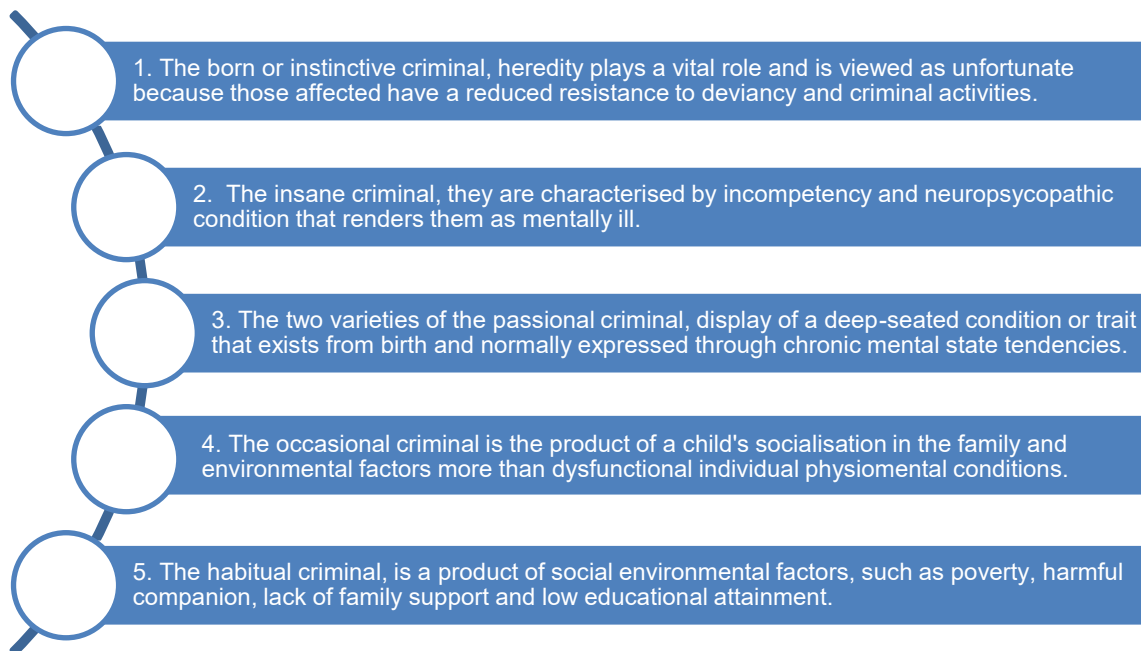 1. The born or instinctive criminal, heredity plays a vital role and is viewed as unfortunate
because those affected have a reduced resistance to deviancy and criminal activities.
2.  The insane criminal, they are characterised by incompetency and neuropsycopathic
condition that renders them as mentally ill.
3. The two varieties of the passional criminal, display of a deep-seated condition or trait
that exists from birth and normally expressed through chronic mental state tendencies.
4. The occasional criminal is the product of a child's socialisation in the family and
environmental factors more than dysfunctional individual physiomental conditions.
5. The habitual criminal, is a product of social environmental factors, such as poverty, harmful
companion, lack of family support and low educational attainment.